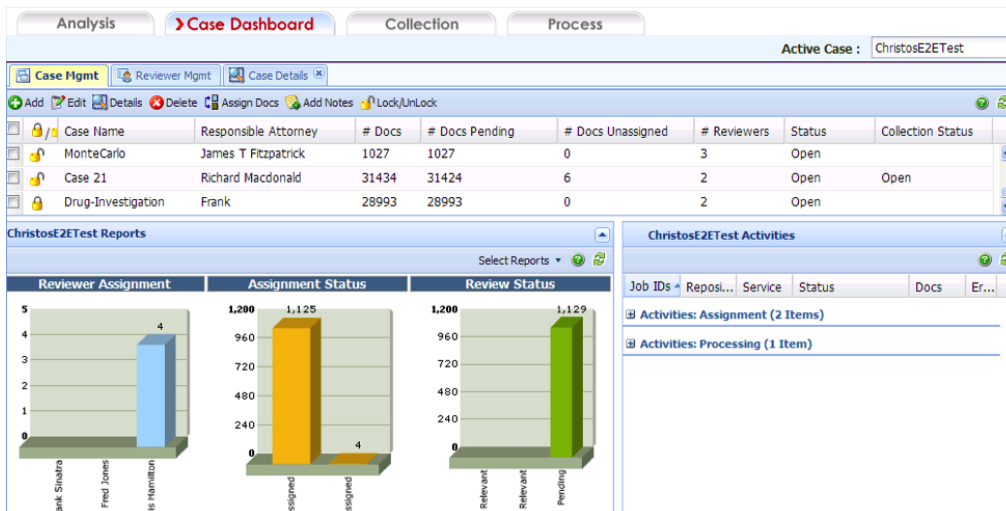 Analysis Case Dashboard Collection Process
Active Case : ChristosE2ETest
Case Mgmt Reviewer Mgmt Case Details
Add Edit Details Delete Assign Docs Add Notes Lock/UnLock
/ Case Name Responsible Attorney # Docs # Docs Pending # Docs Unassigned # Reviewers Status Collection Status
MonteCarlo James T Fitzpatrick 1027 1027 0 3 Open
Case 21 Richard Macdonald 31434 31424 6 2 Open Open
Drug-Investigation Frank 28993 28993 0 2 Open
ChristosE2ETest Reports
Select Reports
Reviewer Assignment
5
4
3
2
1
0
4
ank Sinatra
Fred Jones
is Hamilton
Assignment Status
1,200
960
720
480
240
0
1,125
4
ssigned
ssigned
Review Status
1,200
960
720
480
240
0
1,129
Relevant
Relevant
Pending
ChristosE2ETest Activities
Job IDs Reposi... Service Status Docs Er...
Activities: Assignment (2 Items)
Activities: Processing (1 Item)